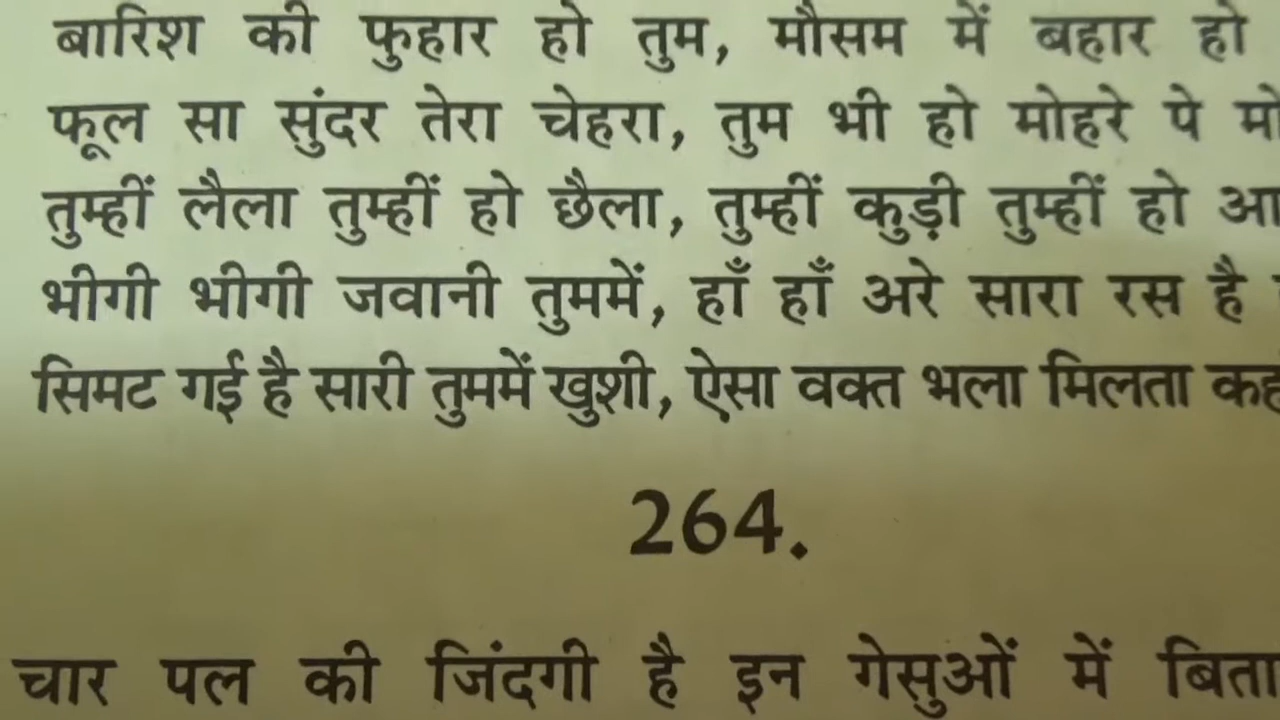 बारिश की फुहार हो तुम, मौसम में बहार हो
फूल सा सुंदर तेरा चेहरा, तुम भी हो मोहरे पे
तुम्हीं लैला तुम्हीं हो छैला, तुम्हीं कुड़ी तुम्हीं हो
भीगी भीगी जवानी तुममें, हाँ हाँ अरे सारा रस है
सिमट गई है सारी तुममें खुशी, ऐसा वक्त भला मिलता
264.
चार पल की जिंदगी है इन गेसुओं में बिता